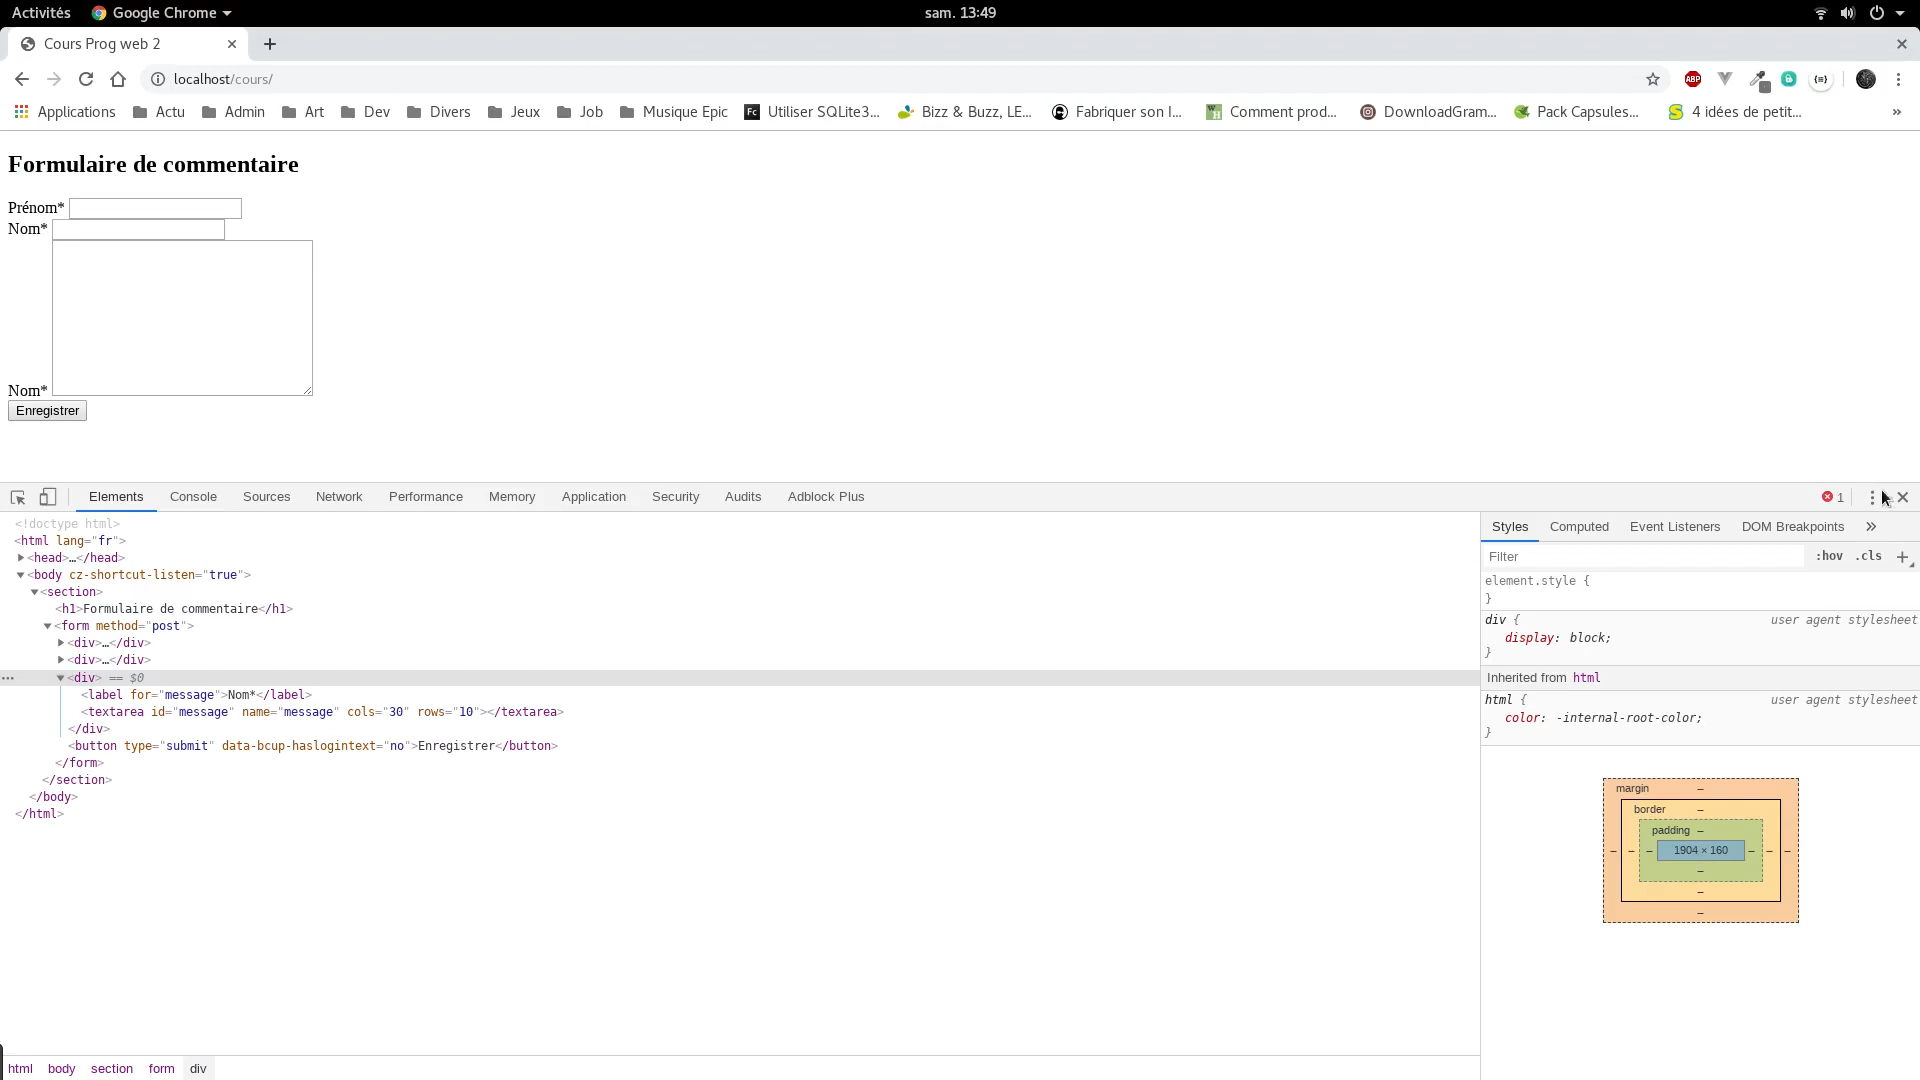 Activités Google Chrome sam. 13:49
Cours Prog web 2
localhost/cours/
ABP
Applications Actu Admin Art Dev Divers Jeux Job Musique Epic Fc Utiliser SQLite3... Bizz & Buzz, LE... Fabriquer son I... Comment prod... DownloadGram... Pack Capsules... 4 idées de petit... »
Formulaire de commentaire
Prénom*
Nom*
Nom*
Enregistrer
Elements Console Sources Network Performance Memory Application Security Audits Adblock Plus 1
<!doctype html>
<html lang="fr">
<head>…</head>
<body cz-shortcut-listen="true">
<section>
<h1>Formulaire de commentaire</h1>
<form method="post">
<div>…</div>
<div>…</div>
<div> == $0
<label for="message">Nom*</label>
<textarea id="message" name="message" cols="30" rows="10"></textarea>
</div>
<button type="submit" data-bcup-haslogintext="no">Enregistrer</button>
</form>
</section>
</body>
</html>
html body section form div
Styles Computed Event Listeners DOM Breakpoints »
Filter :hov .cls +
element.style {
}
div { user agent stylesheet
display: block;
}
Inherited from html
html { user agent stylesheet
color: -internal-root-color;
}
margin –
border –
padding –
– – – 1904 × 160 – – –
–
–
–